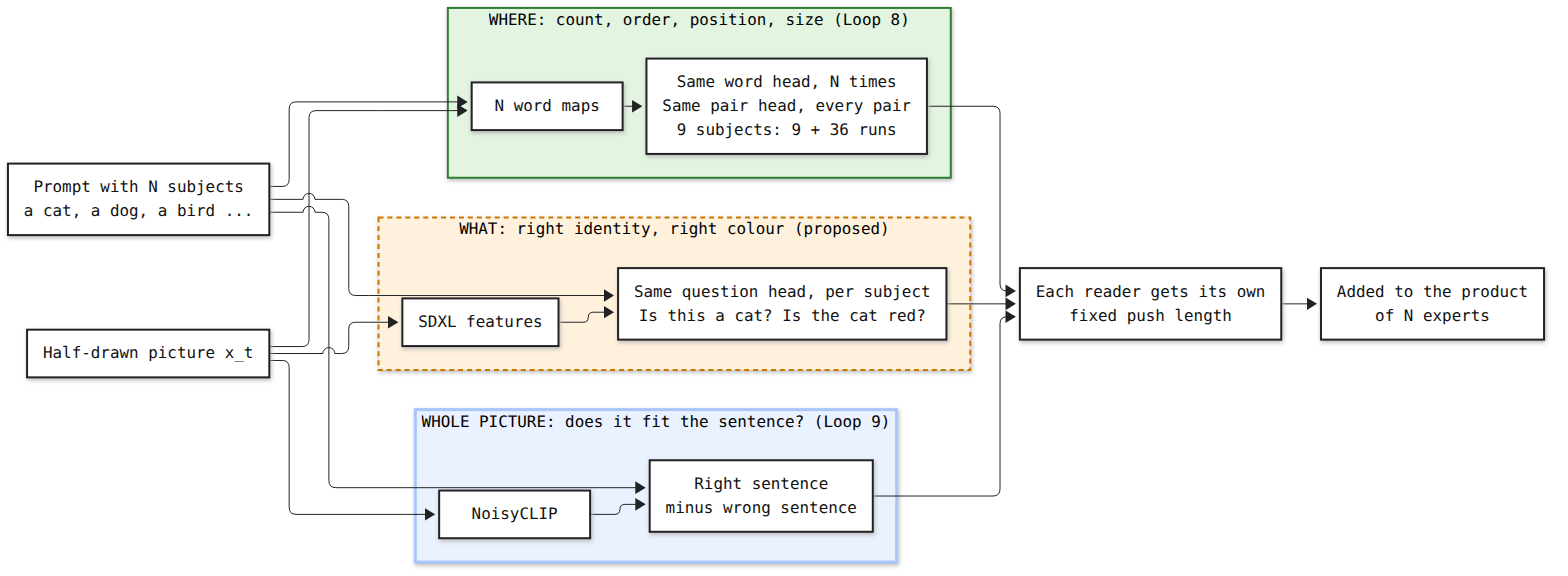 WHERE: count, order, position, size (Loop 8)
N word maps
Same word head, N times
Same pair head, every pair
9 subjects: 9 + 36 runs
Prompt with N subjects
a cat, a dog, a bird ...
WHAT: right identity, right colour (proposed)
SDXL features
Same question head, per subject
Is this a cat? Is the cat red?
Half-drawn picture x_t
WHOLE PICTURE: does it fit the sentence? (Loop 9)
NoisyCLIP
Right sentence
minus wrong sentence
Each reader gets its own
fixed push length
Added to the product
of N experts